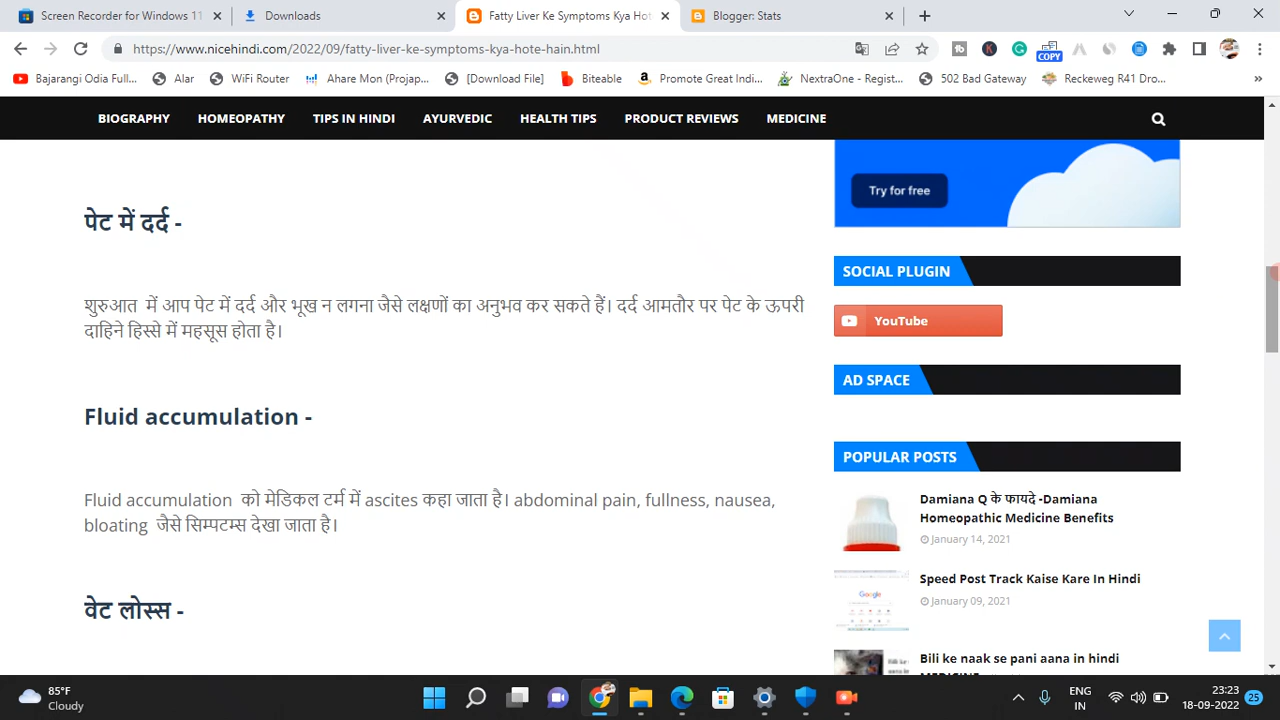 Screen Recorder for Windows 11
Downloads
Fatty Liver Ke Symptoms Kya Hot
Blogger: Stats
https://www.nicehindi.com/2022/09/fatty-liver-ke-symptoms-kya-hote-hain.html
COPY
Bajarangi Odia Full...
Alar
WiFi Router
Ahare Mon (Projap...
[Download File]
Biteable
Promote Great Indi...
NextraOne - Regist...
502 Bad Gateway
Reckeweg R41 Dro...
BIOGRAPHY
HOMEOPATHY
TIPS IN HINDI
AYURVEDIC
HEALTH TIPS
PRODUCT REVIEWS
MEDICINE
पेट में दर्द -
शुरुआत में आप पेट में दर्द और भूख न लगना जैसे लक्षणों का अनुभव कर सकते हैं। दर्द आमतौर पर पेट के ऊपरी
दाहिने हिस्से में महसूस होता है।
Fluid accumulation -
Fluid accumulation को मेडिकल टर्म में ascites कहा जाता है। abdominal pain, fullness, nausea,
bloating जैसे सिम्पटम्स देखा जाता है।
वेट लोस्स -
Try for free
SOCIAL PLUGIN
YouTube
AD SPACE
POPULAR POSTS
Damiana Q के फायदे -Damiana
Homeopathic Medicine Benefits
January 14, 2021
Google
Speed Post Track Kaise Kare In Hindi
January 09, 2021
Bili ke naak se pani aana in hindi
85°F
Cloudy
ENG
IN
23:23
18-09-2022
25